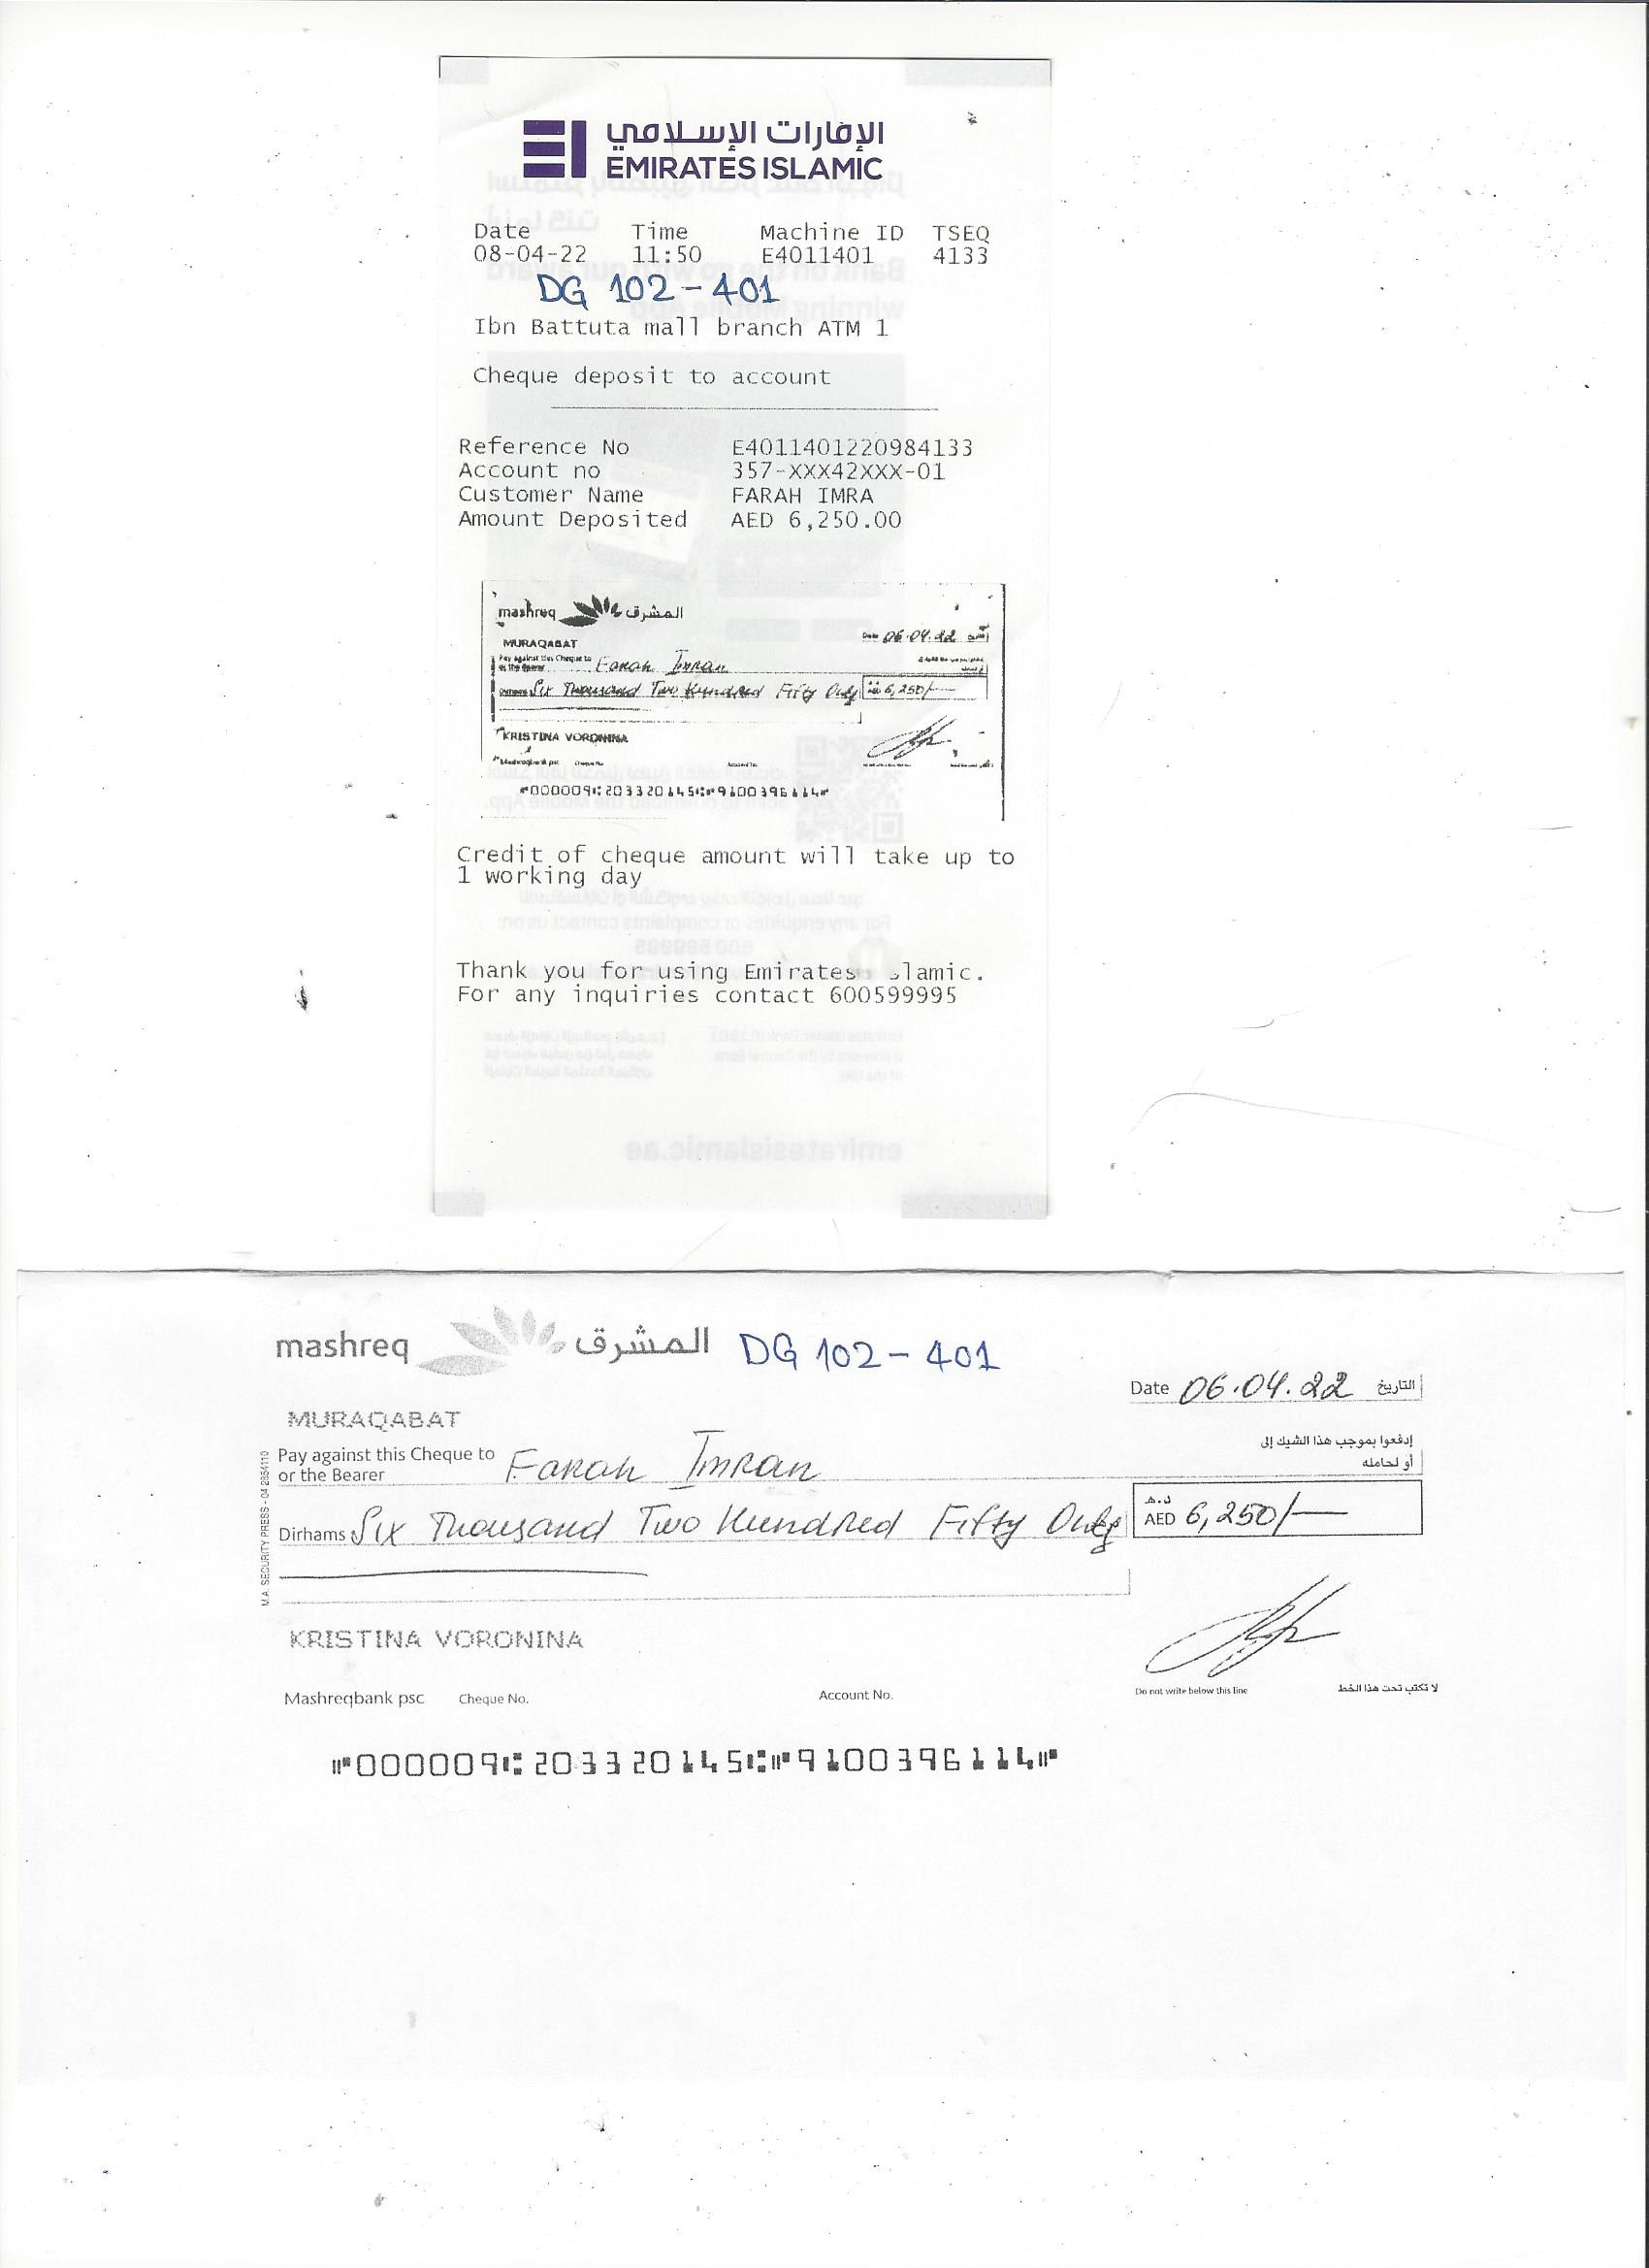 الإمارات الإسلامي
EMIRATES ISLAMIC
Date Time Machine ID TSEQ
08-04-22 11:50 E4011401 4133
DG 102-401
Ibn Battuta mall branch ATM 1
Cheque deposit to account
Reference No E4011401220984133
Account no 357-XXX42XXX-01
Customer Name FARAH IMRA
Amount Deposited AED 6,250.00
mashreq المشرق
Date 06.04.22
MURAQABAT
Pay against this Cheque to
or the Bearer Farah Imran
Dirhams Six Thousand Two Hundred Fifty Only 6,250/-
KRISTINA VORONINA
Mashreqbank psc Cheque No. Account No.
⑈000009⑆203320145⑆⑈91003961 14⑈
Credit of cheque amount will take up to
1 working day
Thank you for using Emirates lamic.
For any inquiries contact 600599995
emiratesislamic.ae
mashreq المشرق DG 102-401
Date 06.04.22 التاريخ
MURAQABAT
إدفعوا بموجب هذا الشيك إلى
أو لحامله
Pay against this Cheque to
or the Bearer Farah Imran
Dirhams Six Thousand Two Hundred Fifty Only د.هـ AED 6,250/-
M.A. SECURITY PRESS - 04 2854110
KRISTINA VORONINA
Mashreqbank psc Cheque No. Account No. Do not write below this line لا تكتب تحت هذا الخط
⑈000009⑆203320145⑆⑈9100396114⑈